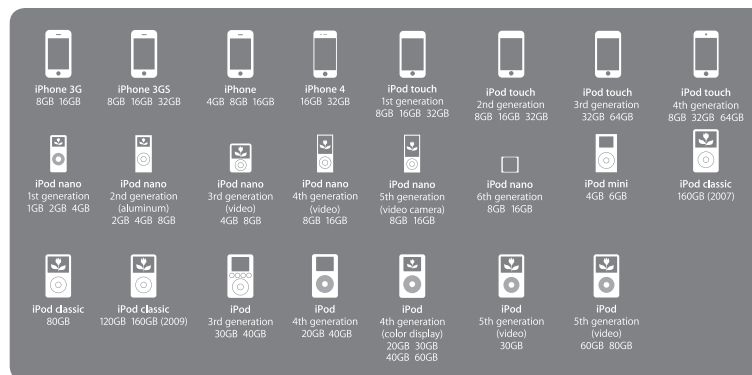 iPhone 3G
8GB 16GB
iPhone 3GS
8GB 16GB 32GB
iPhone
4GB 8GB 16GB
iPhone 4
16GB 32GB
iPod touch
1st generation
8GB 16GB 32GB
iPod touch
2nd generation
8GB 16GB 32GB
iPod touch
3rd generation
32GB 64GB
iPod touch
4th generation
8GB 32GB 64GB
iPod nano
1st generation
1GB 2GB 4GB
iPod nano
2nd generation
(aluminum)
2GB 4GB 8GB
iPod nano
3rd generation
(video)
4GB 8GB
iPod nano
4th generation
(video)
8GB 16GB
iPod nano
5th generation
(video camera)
8GB 16GB
iPod nano
6th generation
8GB 16GB
iPod mini
4GB 6GB
iPod classic
160GB (2007)
iPod classic
80GB
iPod classic
120GB 160GB (2009)
iPod
3rd generation
30GB 40GB
iPod
4th generation
20GB 40GB
iPod
4th generation
(color display)
20GB 30GB
40GB 60GB
iPod
5th generation
(video)
30GB
iPod
5th generation
(video)
60GB 80GB